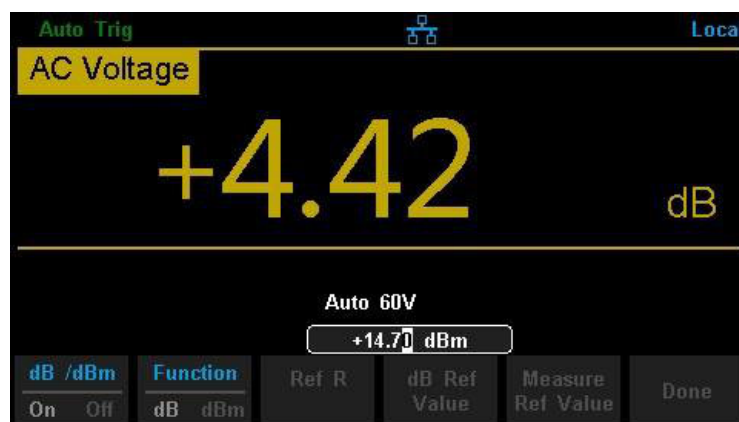 Auto Trig Loca
AC Voltage
+4.42 dB
Auto 60V
+14.70 dBm
dB /dBm Function Ref R dB Ref Value Measure Ref Value Done
On Off dB dBm